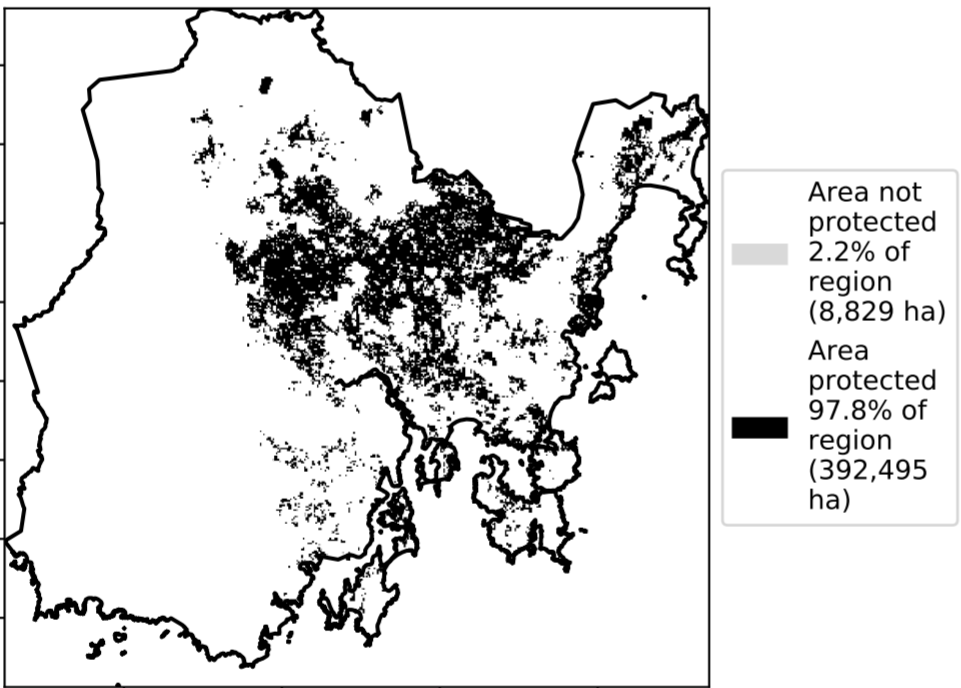 Area not
protected
2.2% of
region
(8,829 ha)
Area
protected
97.8% of
region
(392,495
ha)